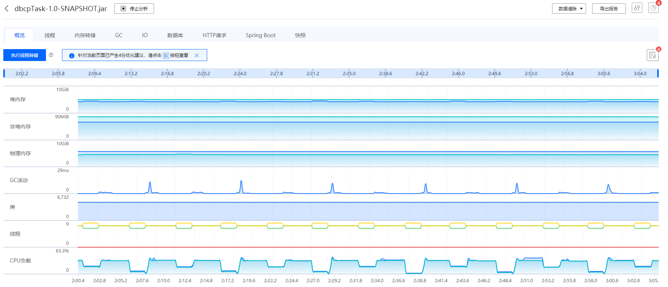 dbcpTask-1.0-SNAPSHOT.jar
停止分析
数据清除
导出报告
概览
线程
内存转储
GC
IO
数据库
HTTP请求
Spring Boot
快照
执行线程转储
针对当前页面已产生4份优化建议，请点击
按钮查看
2:02.2 2:05.8 2:09.4 2:13.2 2:16.8 2:20.4 2:24.0 2:27.6 2:31.2 2:35.0 2:38.6 2:42.2 2:46.0 2:49.6 2:53.0 2:56.8 3:00.6 3:04.0
10GiB
堆内存
0
90MiB
非堆内存
0
10GiB
物理内存
0
29ms
GC活动
0
6,732
类
0
9
线程
0
63.2%
CPU负载
0
2:00.4 2:02.8 2:05.2 2:07.6 2:10.0 2:12.4 2:14.8 2:17.2 2:19.6 2:22.2 2:24.6 2:27.0 2:29.2 2:31.6 2:34.0 2:36.4 2:38.8 2:41.2 2:43.6 2:46.2 2:48.6 2:51.0 2:53.2 2:55.6 2:58.0 3:00.6 3:02.8 3:05.